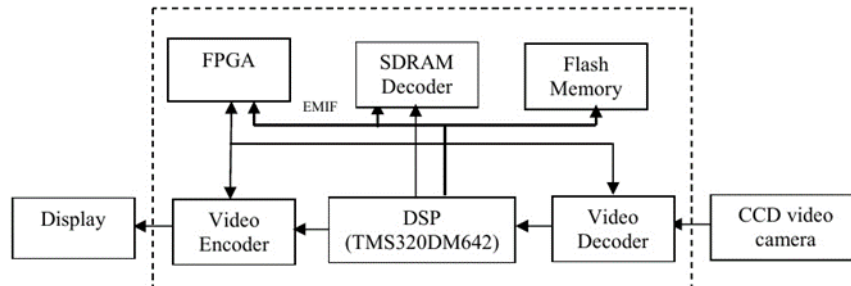 FPGA
SDRAM
Decoder
Flash
Memory
EMIF
Display
Video
Encoder
DSP
(TMS320DM642)
Video
Decoder
CCD video
camera